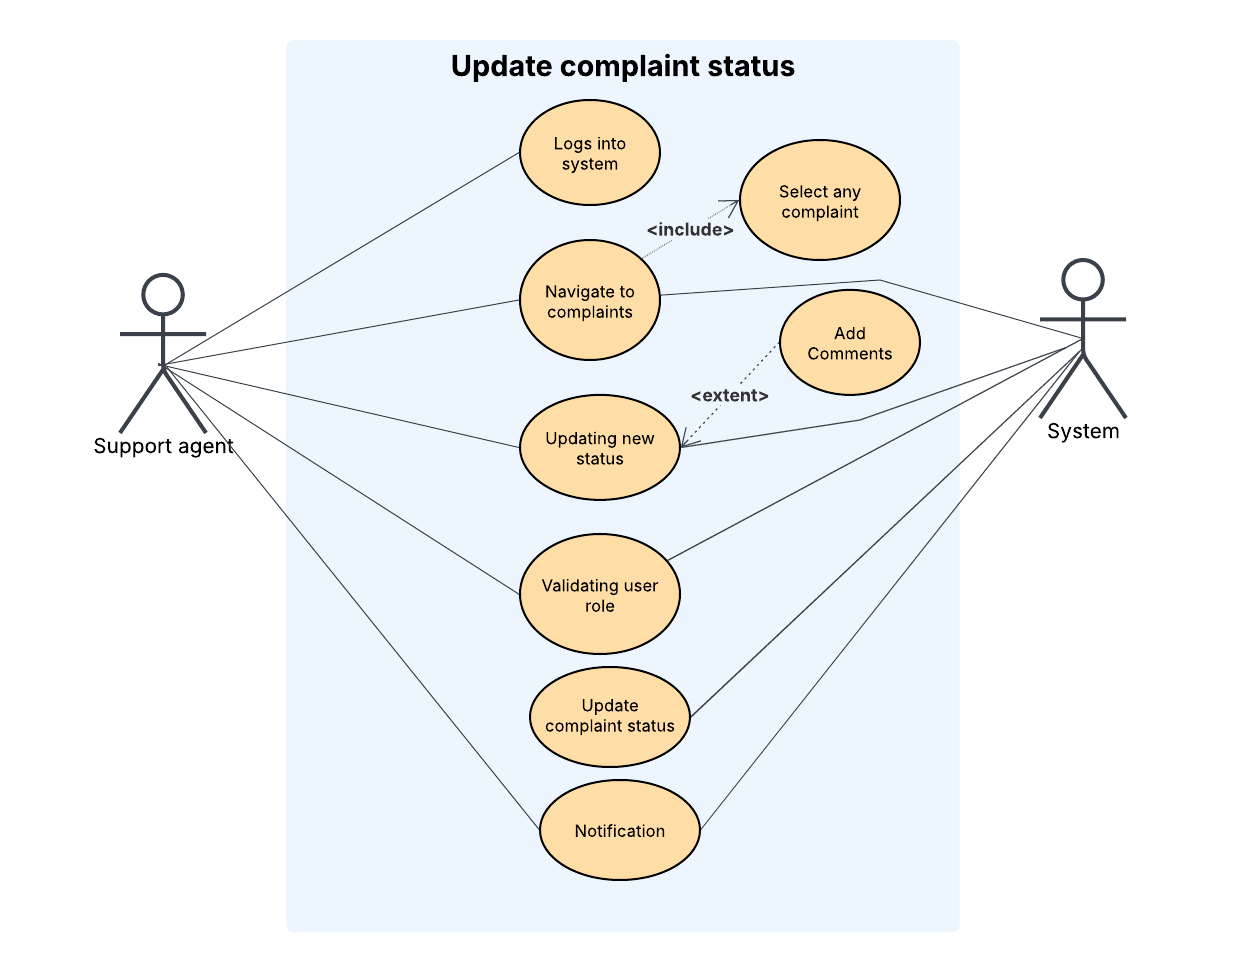 Update complaint status
Logs into
system
Select any
complaint
<include>
Navigate to
complaints
Add
Comments
<extent>
Updating new
status
Support agent
System
Validating user
role
Update
complaint status
Notification